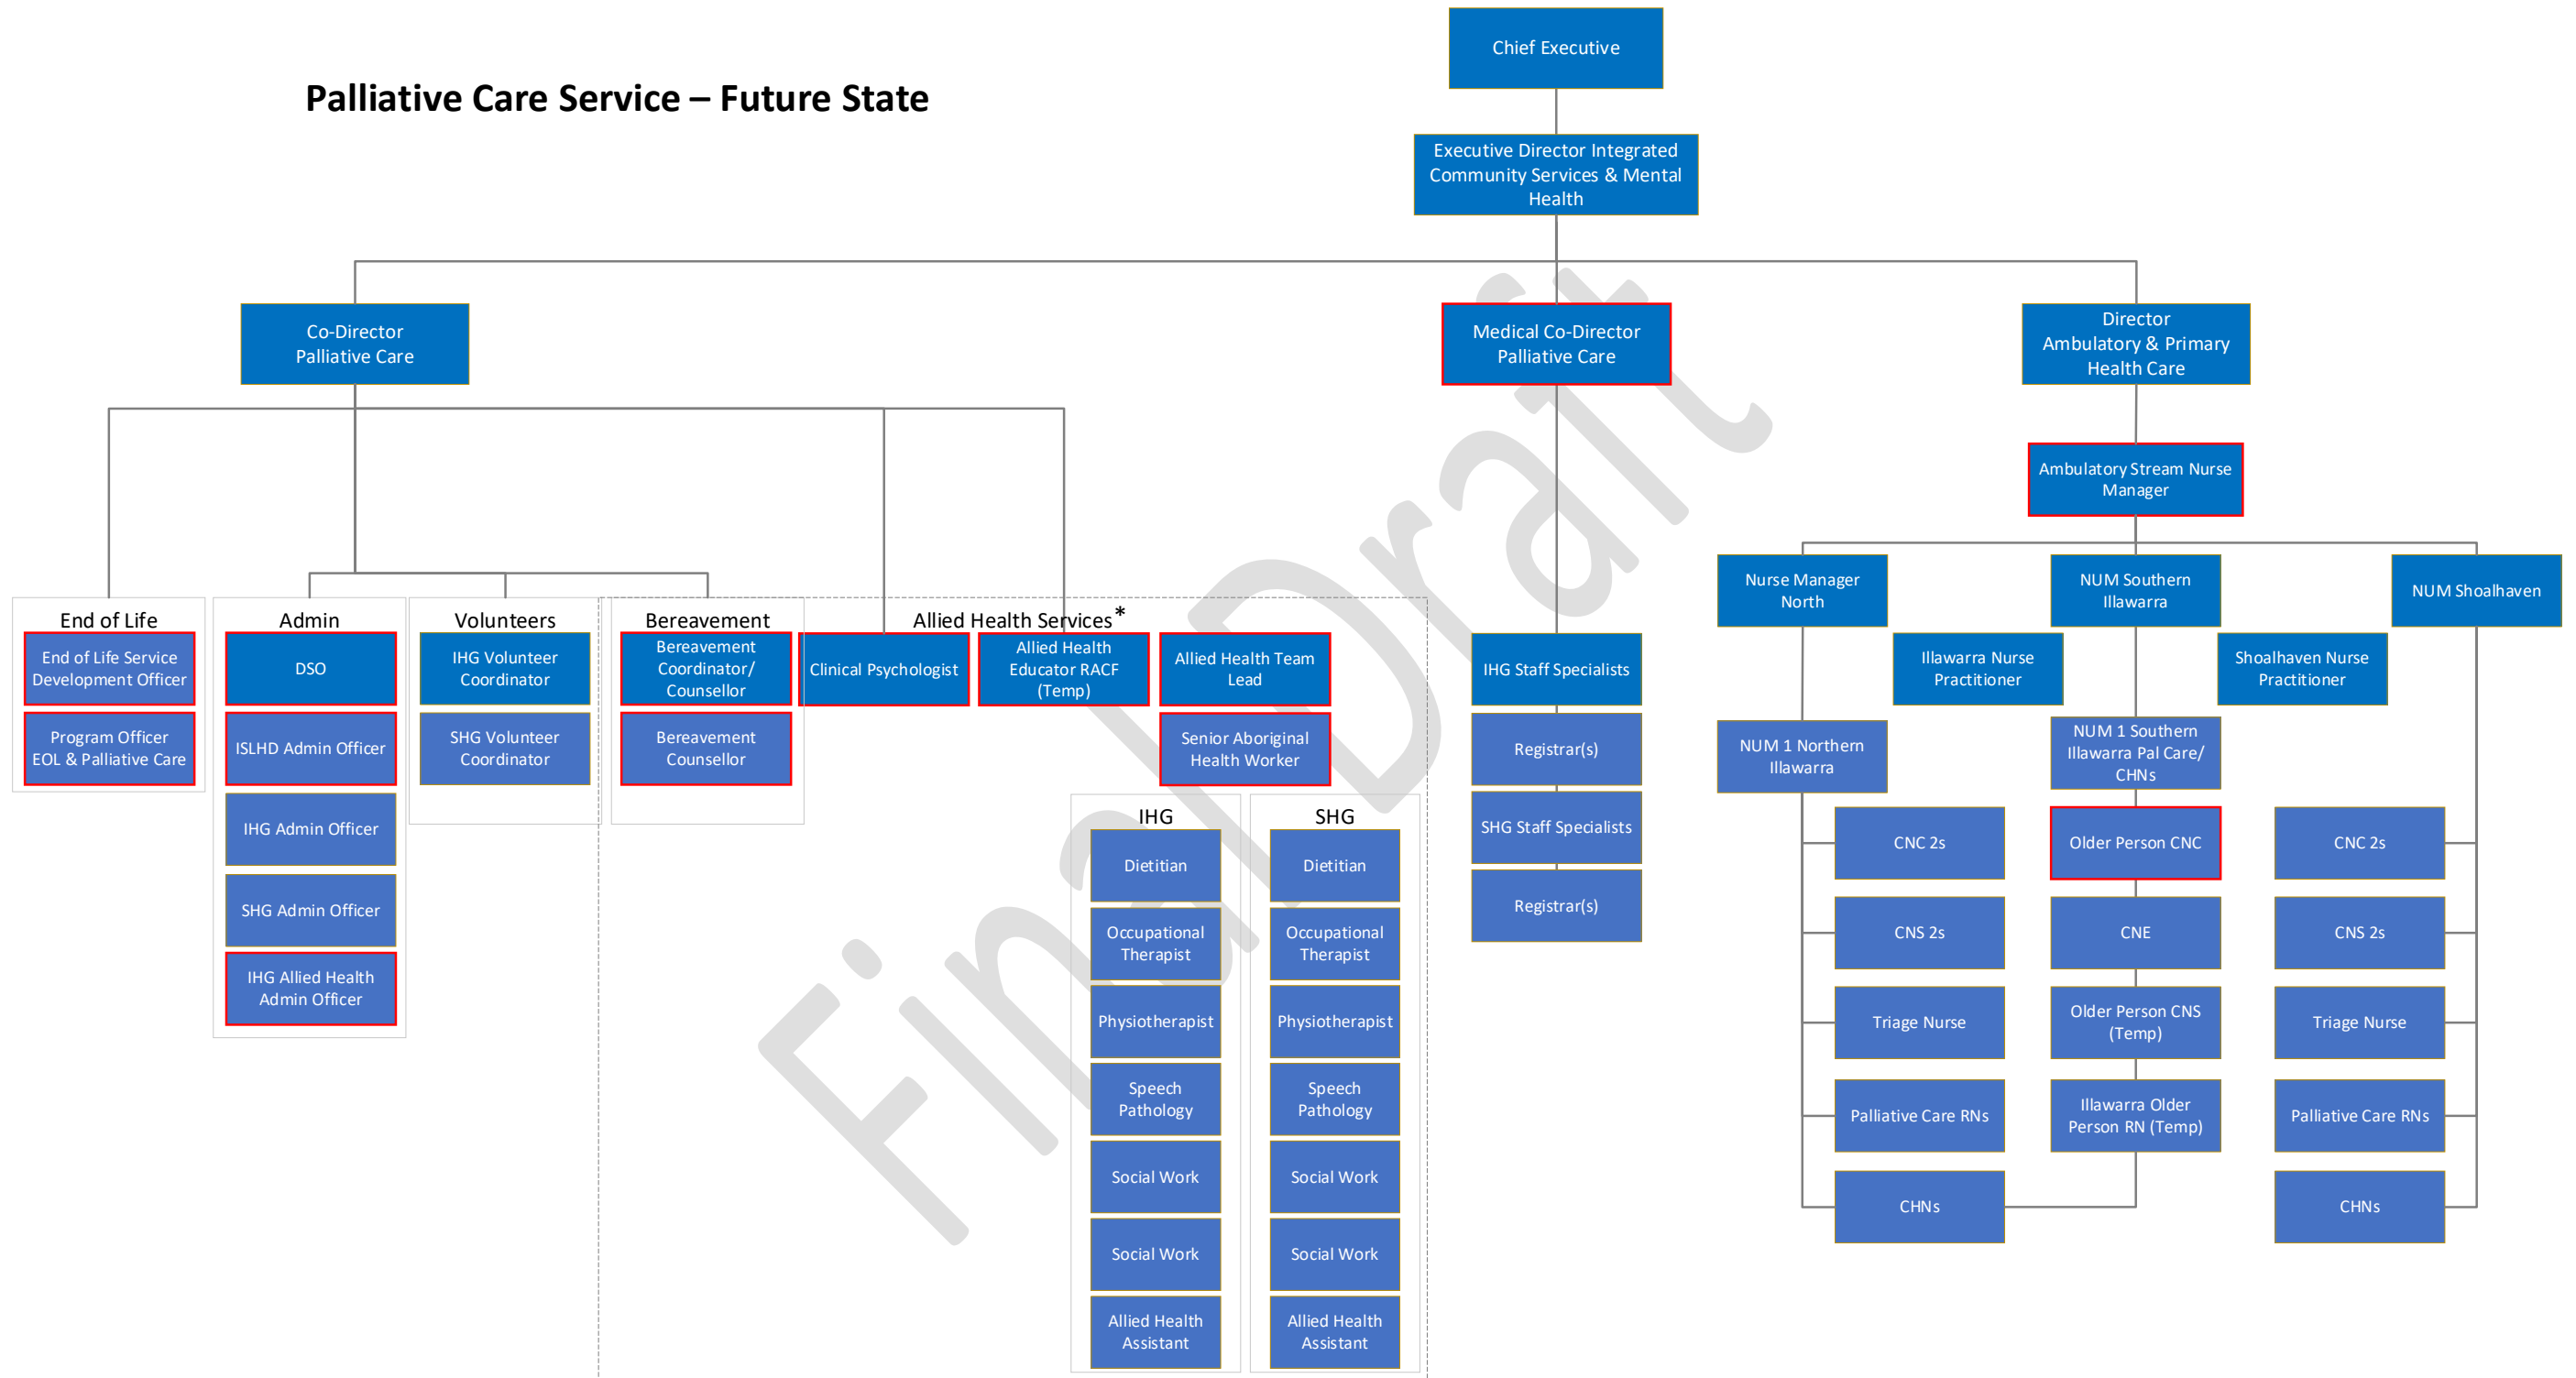 Chief Executive
Palliative Care Service – Future State
Executive Director Integrated
Community Services & Mental
Health
Co-Director
Palliative Care
Medical Co-Director
Palliative Care
Director
Ambulatory & Primary
Health Care
Ambulatory Stream Nurse
Manager
Nurse Manager
North
NUM Southern
Illawarra
NUM Shoalhaven
Illawarra Nurse
Practitioner
Shoalhaven Nurse
Practitioner
End of Life
End of Life Service
Development Officer
Program Officer
EOL & Palliative Care
Admin
DSO
ISLHD Admin Officer
IHG Admin Officer
SHG Admin Officer
IHG Allied Health
Admin Officer
Volunteers
IHG Volunteer
Coordinator
SHG Volunteer
Coordinator
Bereavement
Bereavement
Coordinator/
Counsellor
Bereavement
Counsellor
Allied Health Services*
Clinical Psychologist
Allied Health
Educator RACF
(Temp)
Allied Health Team
Lead
Senior Aboriginal
Health Worker
IHG
Dietitian
Occupational
Therapist
Physiotherapist
Speech
Pathology
Social Work
Social Work
Allied Health
Assistant
SHG
Dietitian
Occupational
Therapist
Physiotherapist
Speech
Pathology
Social Work
Social Work
Allied Health
Assistant
IHG Staff Specialists
Registrar(s)
SHG Staff Specialists
Registrar(s)
NUM 1 Northern
Illawarra
CNC 2s
CNS 2s
Triage Nurse
Palliative Care RNs
CHNs
NUM 1 Southern
Illawarra Pal Care/
CHNs
Older Person CNC
CNE
Older Person CNS
(Temp)
Illawarra Older
Person RN (Temp)
CNC 2s
CNS 2s
Triage Nurse
Palliative Care RNs
CHNs
Final Draft